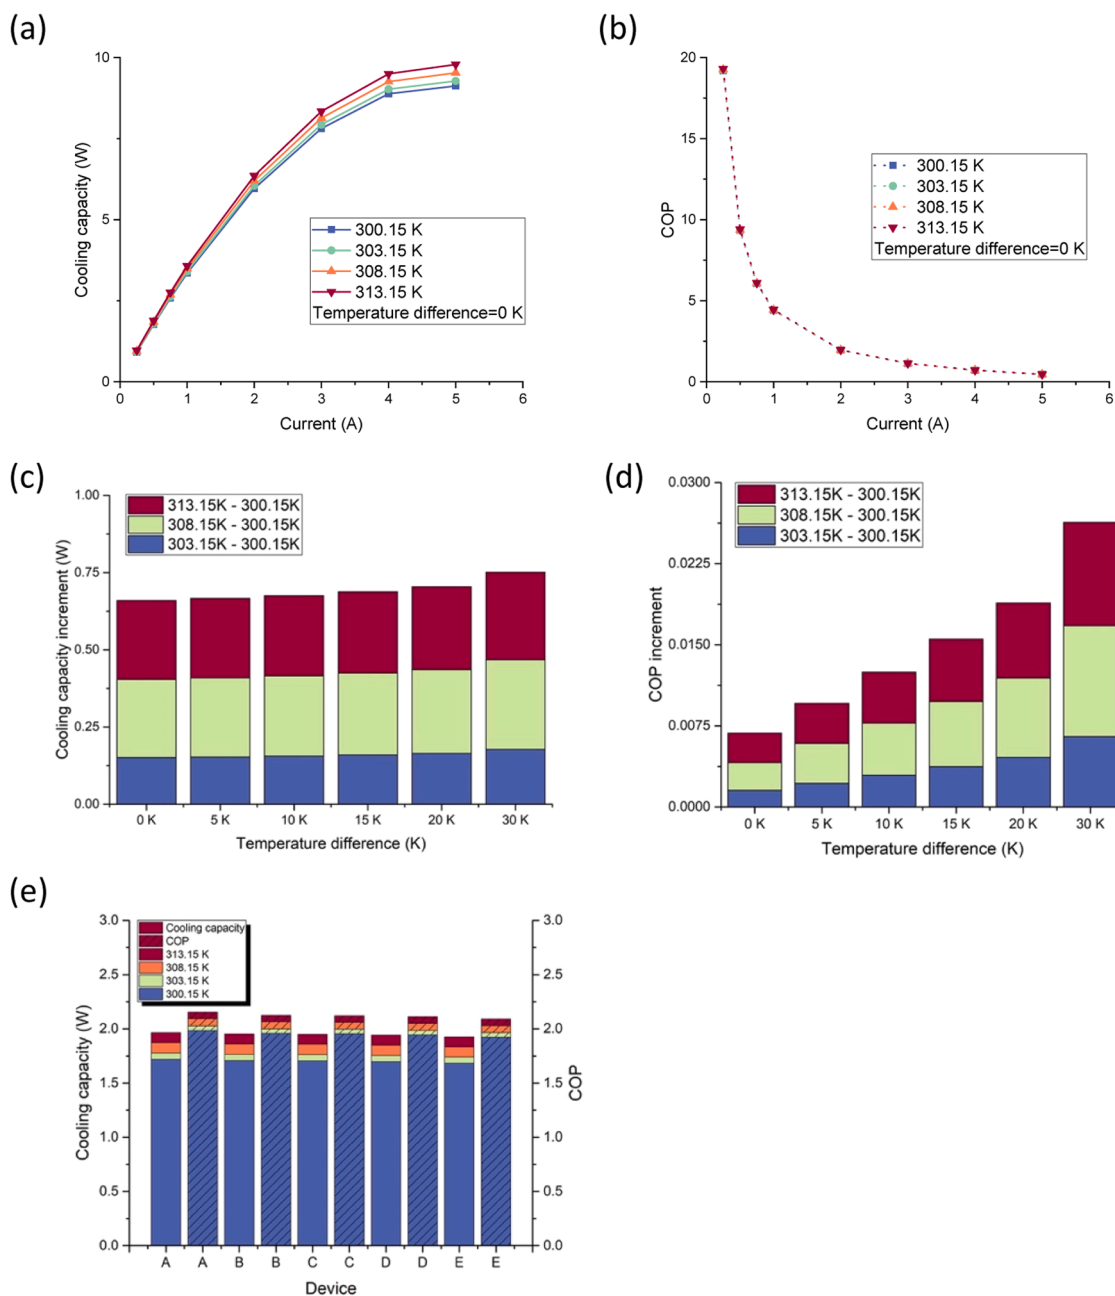 (a)
10
5
0
Cooling capacity (W)
300.15 K
303.15 K
308.15 K
313.15 K
Temperature difference=0 K
0 1 2 3 4 5 6
Current (A)
(b)
20
15
10
5
0
COP
300.15 K
303.15 K
308.15 K
313.15 K
Temperature difference=0 K
0 1 2 3 4 5 6
Current (A)
(c)
1.00
0.75
0.50
0.25
0.00
Cooling capacity increment (W)
313.15K - 300.15K
308.15K - 300.15K
303.15K - 300.15K
0 K 5 K 10 K 15 K 20 K 30 K
Temperature difference (K)
(d)
0.0300
0.0225
0.0150
0.0075
0.0000
COP increment
313.15K - 300.15K
308.15K - 300.15K
303.15K - 300.15K
0 K 5 K 10 K 15 K 20 K 30 K
Temperature difference (K)
(e)
3.0
2.5
2.0
1.5
1.0
0.5
0.0
Cooling capacity (W)
Cooling capacity
COP
313.15 K
308.15 K
303.15 K
300.15 K
3.0
2.5
2.0
1.5
1.0
0.5
0.0
COP
A A B B C C D D E E
Device